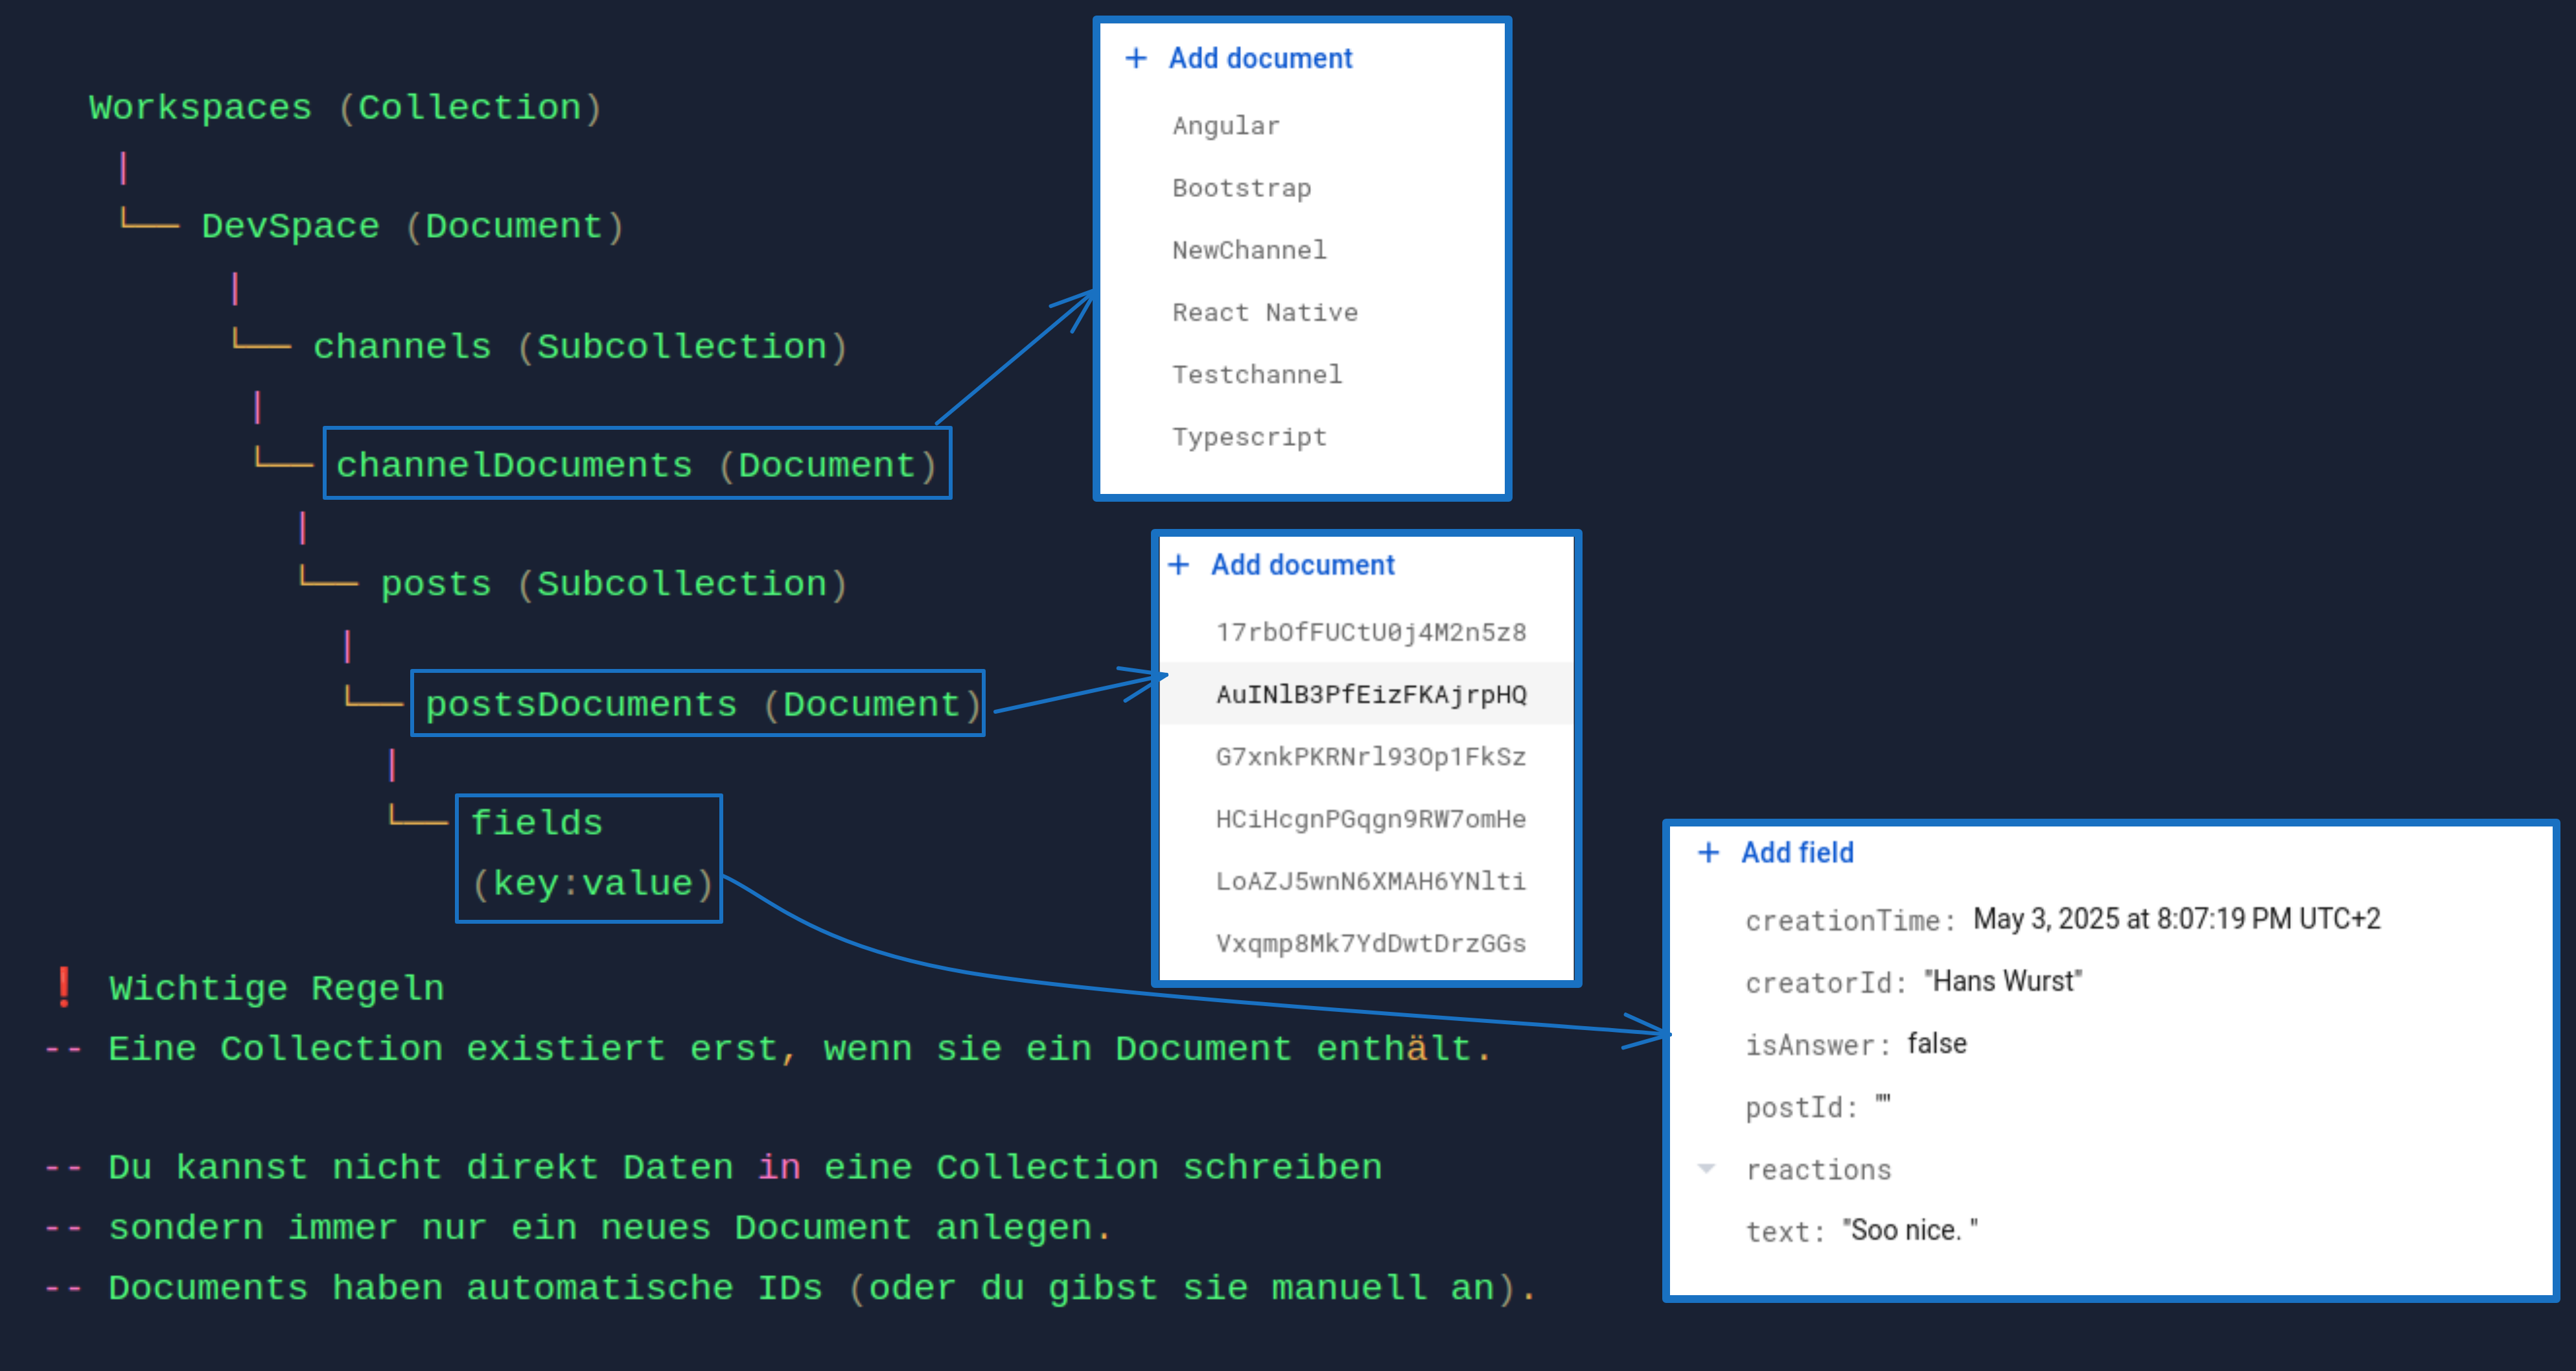 Workspaces (Collection)
|
└── DevSpace (Document)
|
└── channels (Subcollection)
|
└── channelDocuments (Document)
|
└── posts (Subcollection)
|
└── postsDocuments (Document)
|
└── fields
(key:value)
❗ Wichtige Regeln
-- Eine Collection existiert erst, wenn sie ein Document enthält.
-- Du kannst nicht direkt Daten in eine Collection schreiben
-- sondern immer nur ein neues Document anlegen.
-- Documents haben automatische IDs (oder du gibst sie manuell an).
+ Add document
Angular
Bootstrap
NewChannel
React Native
Testchannel
Typescript
+ Add document
17rbOfFUCtU0j4M2n5z8
AuINlB3PfEizFKAjrpHQ
G7xnkPKRNrl93Op1FkSz
HCiHcgnPGqgn9RW7omHe
LoAZJ5wnN6XMAH6YNlti
Vxqmp8Mk7YdDwtDrzGGs
+ Add field
creationTime: May 3, 2025 at 8:07:19 PM UTC+2
creatorId: "Hans Wurst"
isAnswer: false
postId: ""
reactions
text: "Soo nice. "